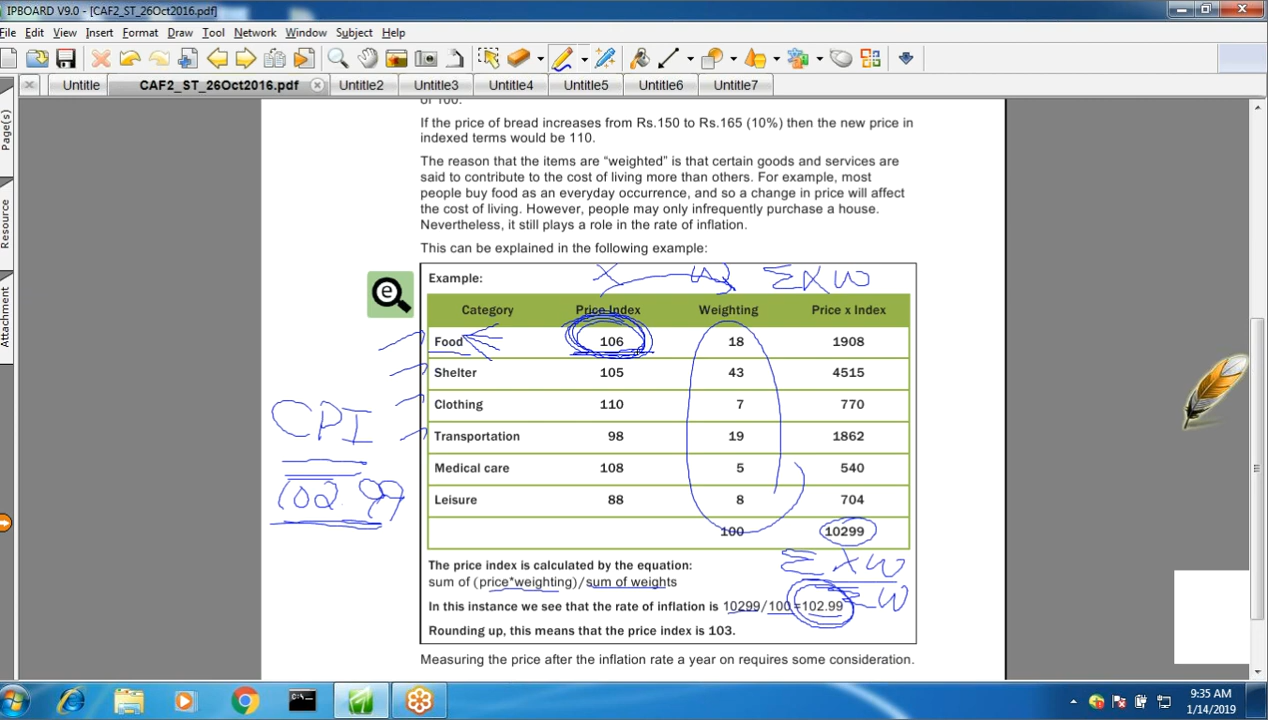 IPBOARD V9.0 - [CAF2_ST_26Oct2016.pdf]
File Edit View Insert Format Draw Tool Network Window Subject Help
Untitle CAF2_ST_26Oct2016.pdf Untitle2 Untitle3 Untitle4 Untitle5 Untitle6 Untitle7
Page(s)
Resource
Attachment
of 100.
If the price of bread increases from Rs.150 to Rs.165 (10%) then the new price in
indexed terms would be 110.
The reason that the items are “weighted” is that certain goods and services are
said to contribute to the cost of living more than others. For example, most
people buy food as an everyday occurrence, and so a change in price will affect
the cost of living. However, people may only infrequently purchase a house.
Nevertheless, it still plays a role in the rate of inflation.
This can be explained in the following example:
e
Example: X W ΣXW
Category Price Index Weighting Price x Index
Food 106 18 1908
Shelter 105 43 4515
Clothing 110 7 770
Transportation 98 19 1862
Medical care 108 5 540
Leisure 88 8 704
100 10299
CPI
102.99
The price index is calculated by the equation:
sum of (price*weighting)/sum of weights
ΣXW
ΣW
In this instance we see that the rate of inflation is 10299/100 =102.99
Rounding up, this means that the price index is 103.
Measuring the price after the inflation rate a year on requires some consideration.
9:35 AM
1/14/2019